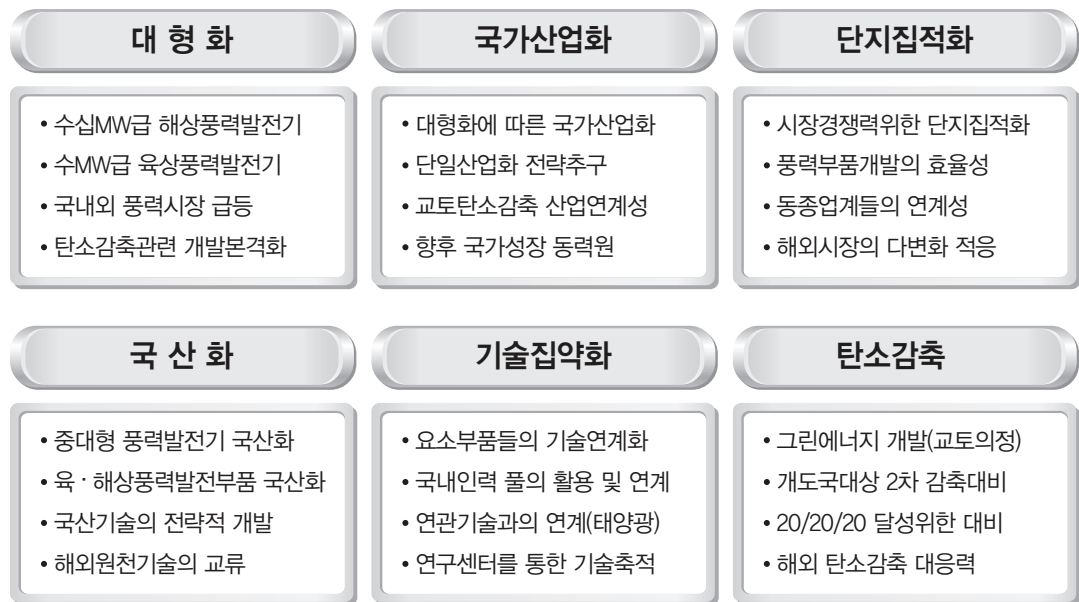 대 형 화
• 수십MW급 해상풍력발전기
• 수MW급 육상풍력발전기
• 국내외 풍력시장 급등
• 탄소감축관련 개발본격화
국가산업화
• 대형화에 따른 국가산업화
• 단일산업화 전략추구
• 교토탄소감축 산업연계성
• 향후 국가성장 동력원
단지집적화
• 시장경쟁력위한 단지집적화
• 풍력부품개발의 효율성
• 동종업계들의 연계성
• 해외시장의 다변화 적응
국 산 화
• 중대형 풍력발전기 국산화
• 육·해상풍력발전부품 국산화
• 국산기술의 전략적 개발
• 해외원천기술의 교류
기술집약화
• 요소부품들의 기술연계화
• 국내인력 풀의 활용 및 연계
• 연관기술과의 연계(태양광)
• 연구센터를 통한 기술축적
탄소감축
• 그린에너지 개발(교토의정)
• 개도국대상 2차 감축대비
• 20/20/20 달성위한 대비
• 해외 탄소감축 대응력